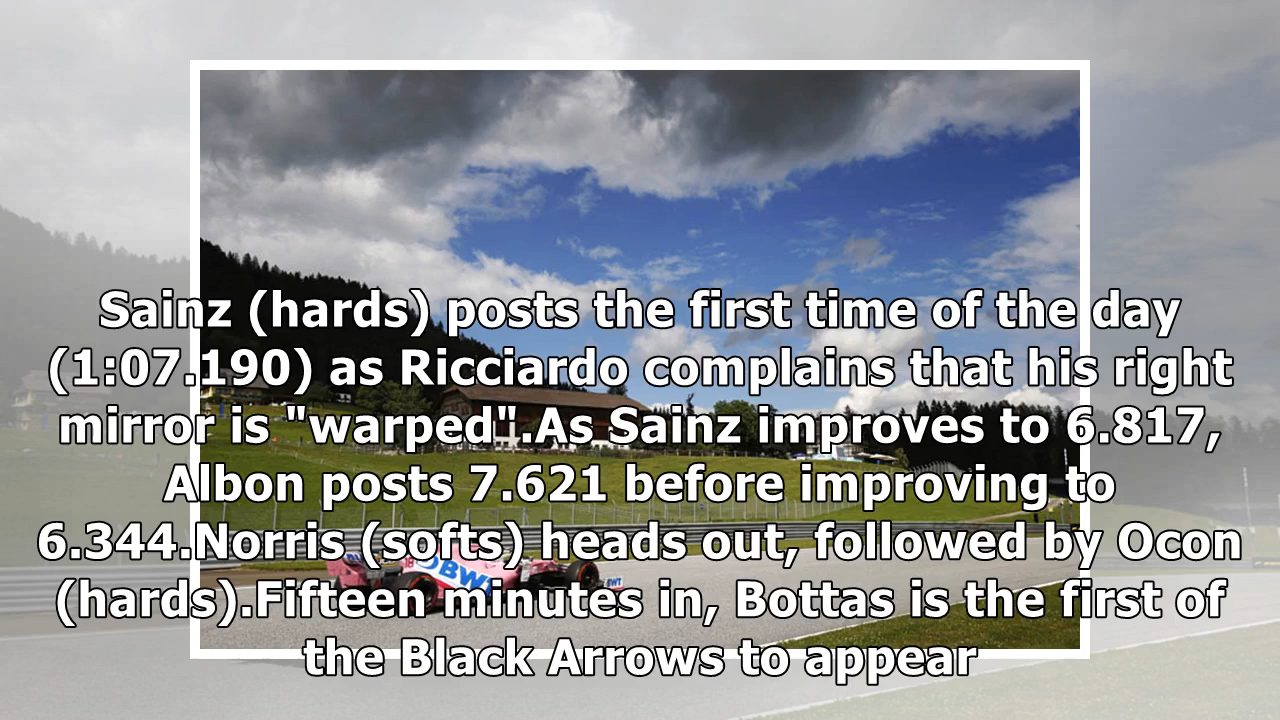 Sainz (hards) posts the first time of the day
(1:07.190) as Ricciardo complains that his right
mirror is "warped".As Sainz improves to 6.817,
Albon posts 7.621 before improving to
6.344.Norris (softs) heads out, followed by Ocon
(hards).Fifteen minutes in, Bottas is the first of
the Black Arrows to appear
18
BWT
BWT